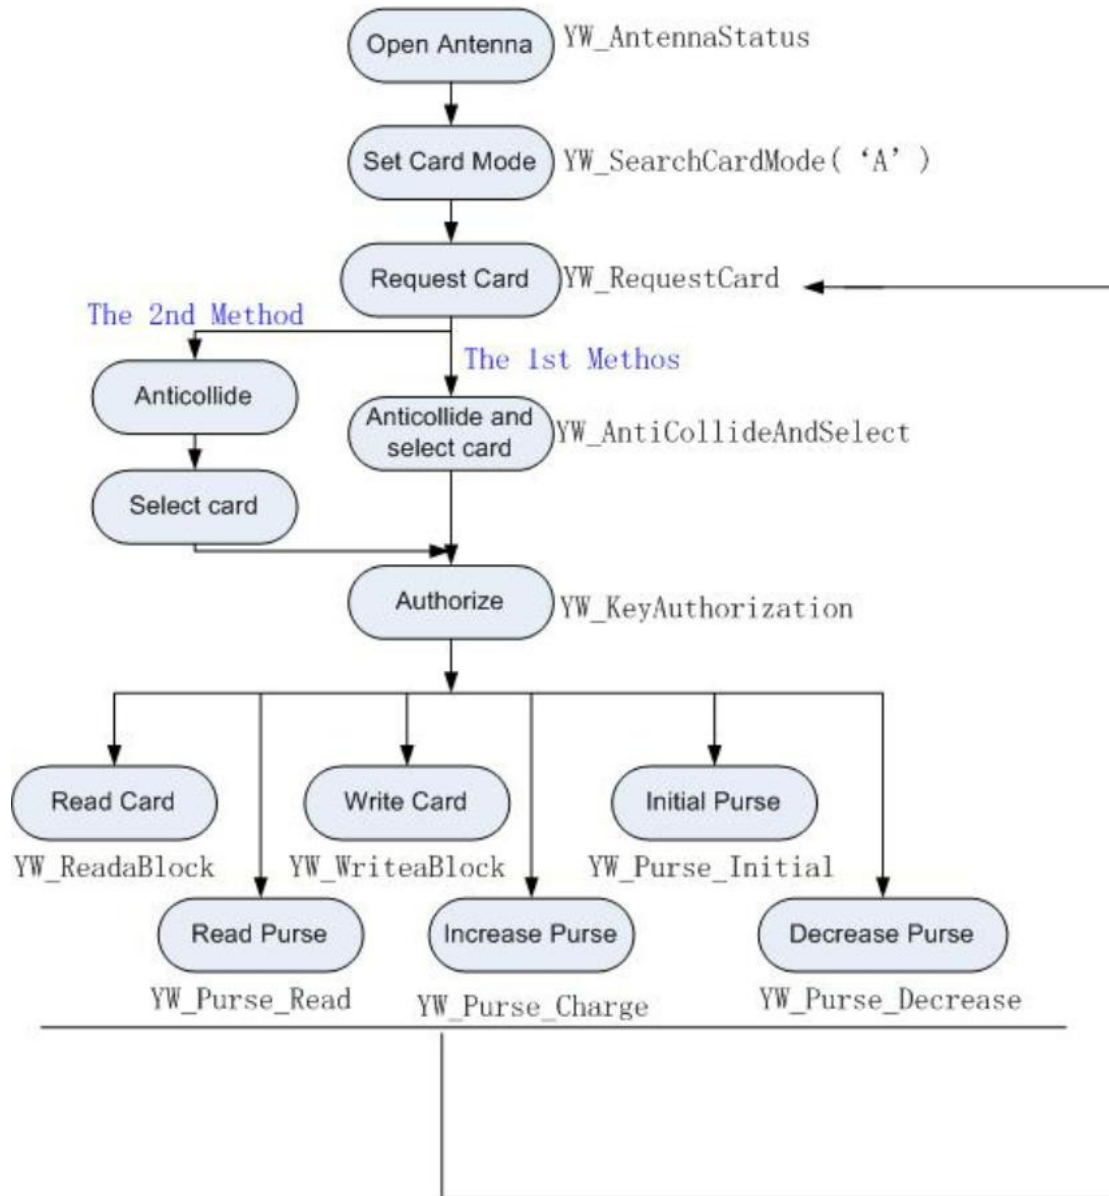 Open Antenna
YW_AntennaStatus
Set Card Mode
YW_SearchCardMode( ‘A’ )
Request Card
YW_RequestCard
The 2nd Method
The 1st Methos
Anticollide
Anticollide and
select card
YW_AntiCollideAndSelect
Select card
Authorize
YW_KeyAuthorization
Read Card
Write Card
Initial Purse
YW_ReadaBlock
YW_WriteaBlock
YW_Purse_Initial
Read Purse
Increase Purse
Decrease Purse
YW_Purse_Read
YW_Purse_Charge
YW_Purse_Decrease